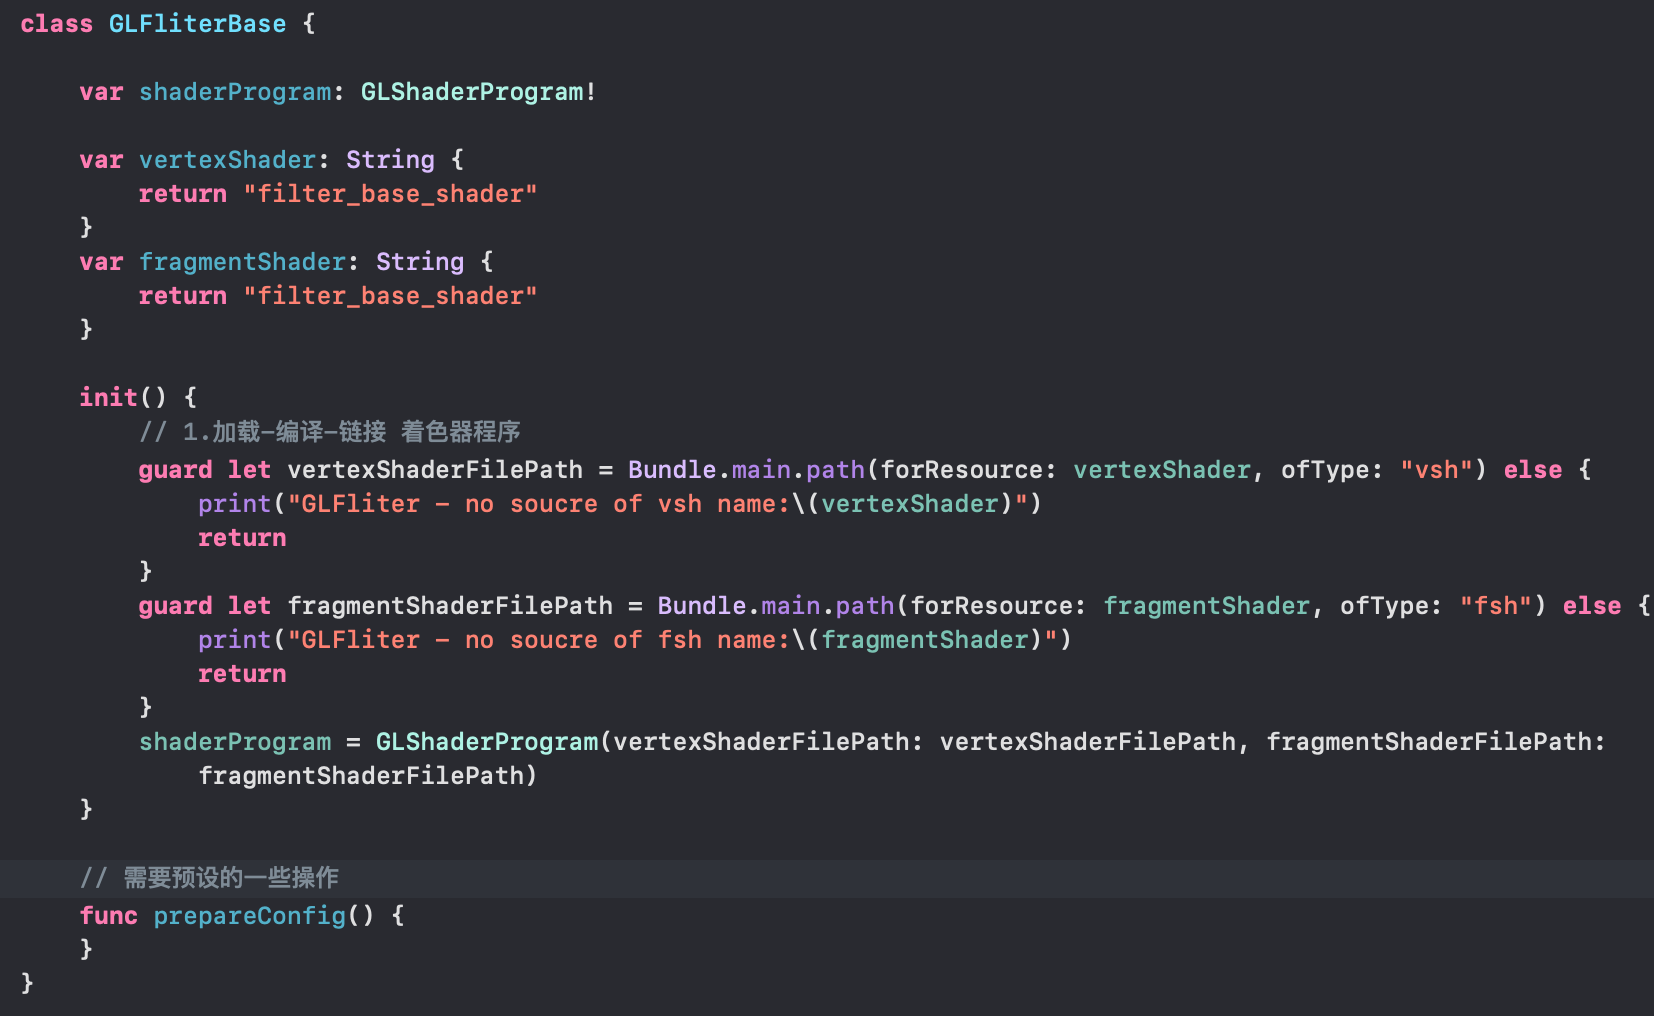 class GLFliterBase {
var shaderProgram: GLShaderProgram!
var vertexShader: String {
return "filter_base_shader"
}
var fragmentShader: String {
return "filter_base_shader"
}
init() {
// 1.加载-编译-链接 着色器程序
guard let vertexShaderFilePath = Bundle.main.path(forResource: vertexShader, ofType: "vsh") else {
print("GLFliter - no soucre of vsh name:\(vertexShader)")
return
}
guard let fragmentShaderFilePath = Bundle.main.path(forResource: fragmentShader, ofType: "fsh") else {
print("GLFliter - no soucre of fsh name:\(fragmentShader)")
return
}
shaderProgram = GLShaderProgram(vertexShaderFilePath: vertexShaderFilePath, fragmentShaderFilePath:
fragmentShaderFilePath)
}
// 需要预设的一些操作
func prepareConfig() {
}
}